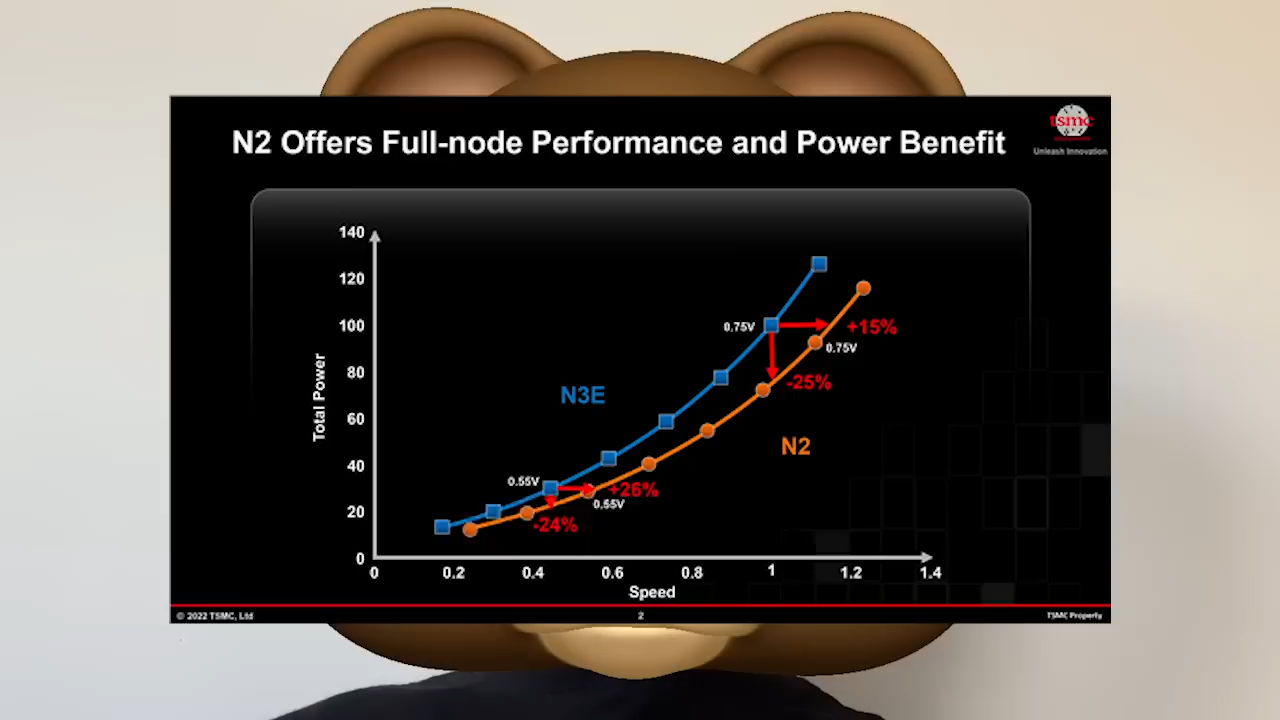 N2 Offers Full-node Performance and Power Benefit
tsmc
Unleash Innovation
140
120
100
80
60
40
20
0
Total Power
0.75V
+15%
0.75V
-25%
N3E
N2
0.55V
+26%
0.55V
-24%
0 0.2 0.4 0.6 0.8 1 1.2 1.4
Speed
© 2022 TSMC, Ltd
2
TSMC Property